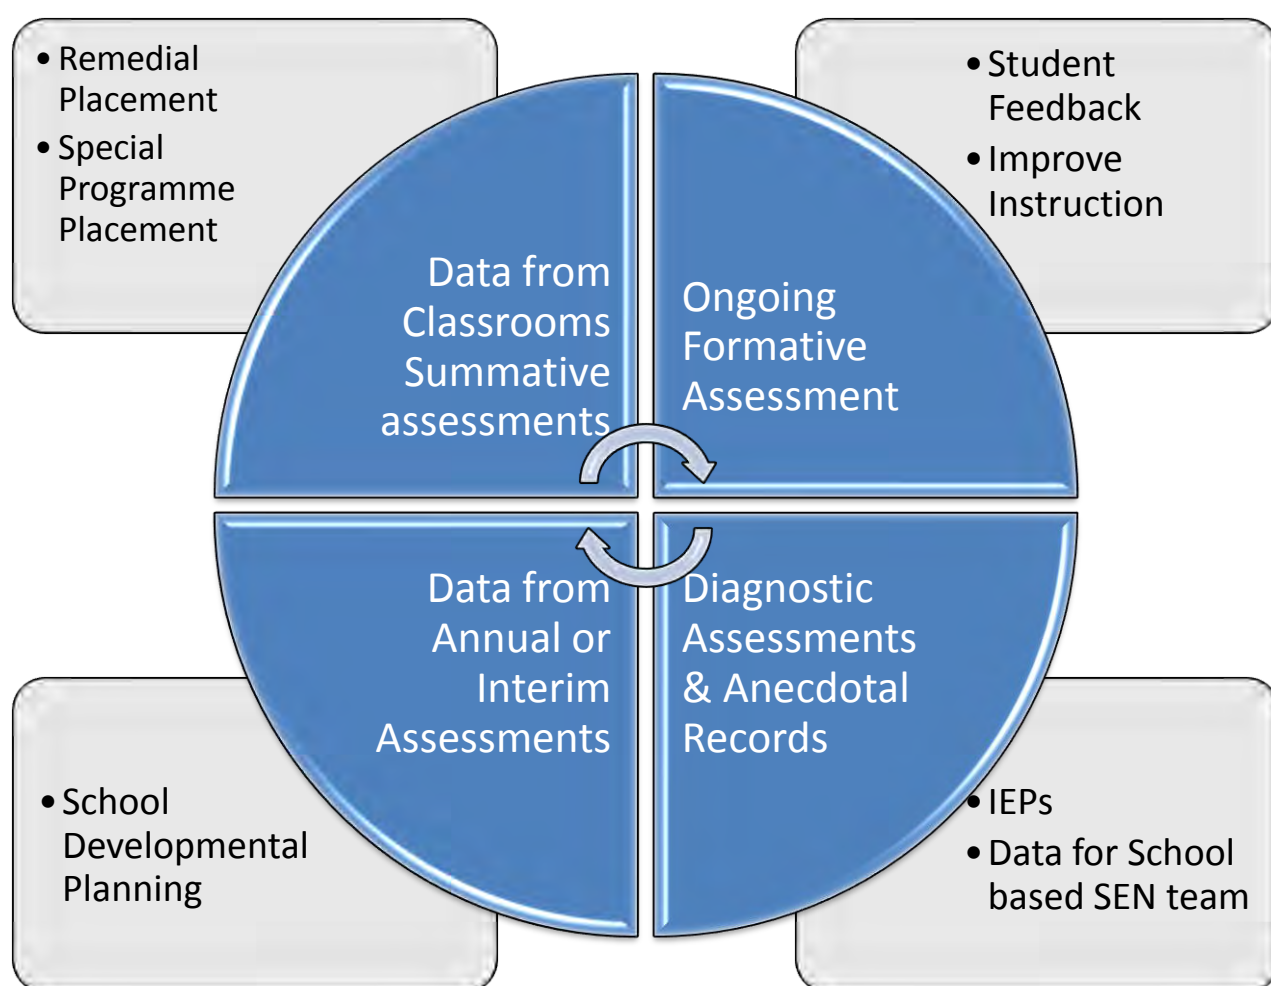 • Remedial
Placement
• Special
Programme
Placement
Data from
Classrooms
Summative
assessments
• Student
Feedback
• Improve
Instruction
Ongoing
Formative
Assessment
• School
Developmental
Planning
Data from
Annual or
Interim
Assessments
Diagnostic
Assessments
& Anecdotal
Records
• IEPs
• Data for School
based SEN team